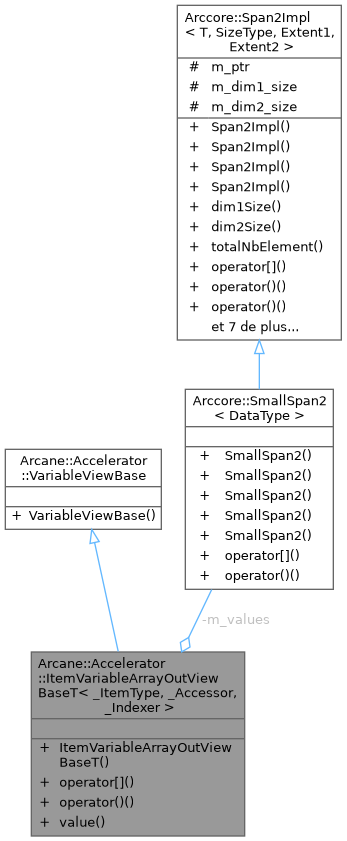 Arccore::Span2Impl
< T, SizeType, Extent1,
Extent2 >
# m_ptr
# m_dim1_size
# m_dim2_size
+ Span2Impl()
+ Span2Impl()
+ Span2Impl()
+ Span2Impl()
+ dim1Size()
+ dim2Size()
+ totalNbElement()
+ operator[]()
+ operator()()
+ operator()()
et 7 de plus...
Arccore::SmallSpan2
< DataType >
+ SmallSpan2()
+ SmallSpan2()
+ SmallSpan2()
+ SmallSpan2()
+ SmallSpan2()
+ operator[]()
+ operator()()
Arcane::Accelerator
::VariableViewBase
+ VariableViewBase()
-m_values
Arcane::Accelerator
::ItemVariableArrayOutView
BaseT< _ItemType, _Accessor,
_Indexer >
+ ItemVariableArrayOutView
BaseT()
+ operator[]()
+ operator()()
+ value()